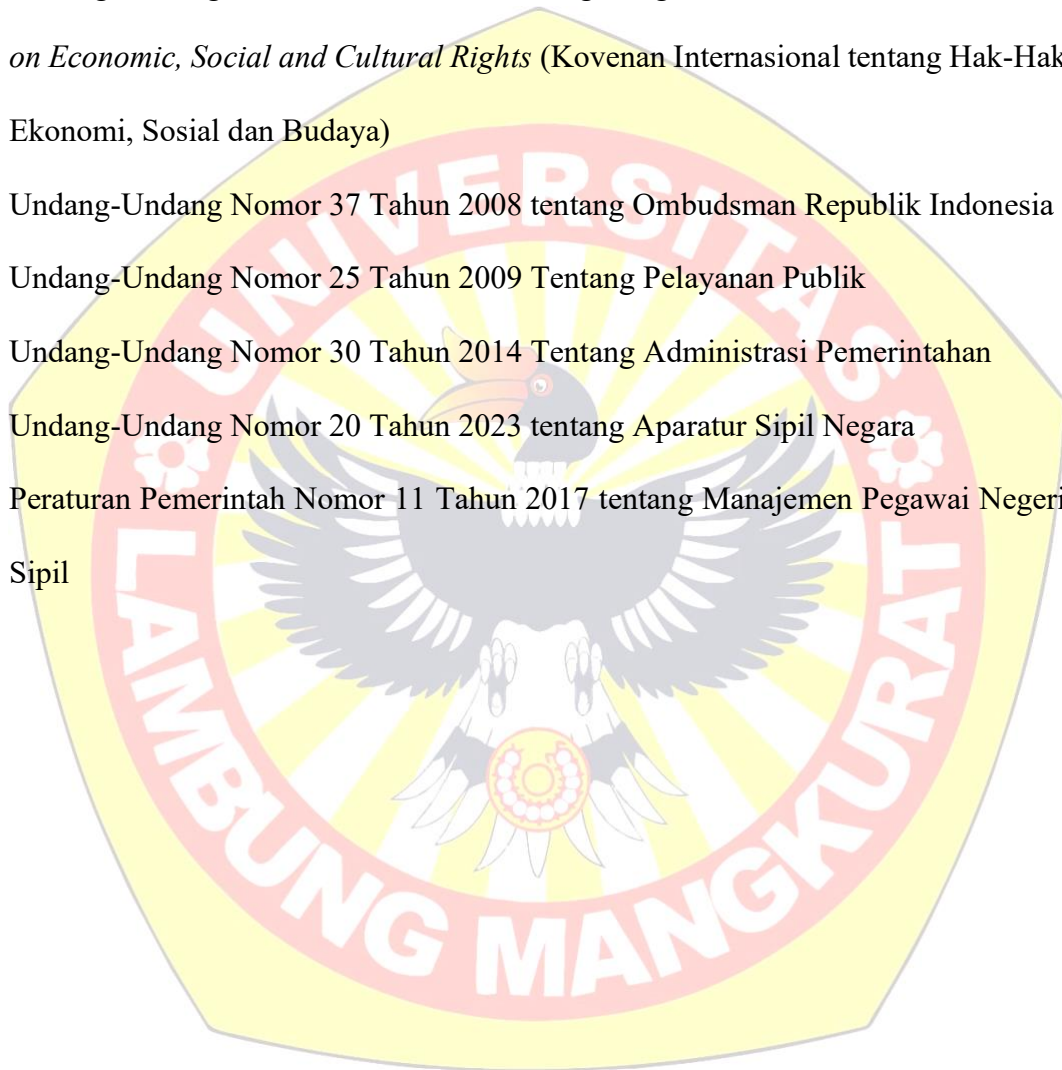 on Economic, Social and Cultural Rights (Kovenan Internasional tentang Hak-Hak
Ekonomi, Sosial dan Budaya)
Undang-Undang Nomor 37 Tahun 2008 tentang Ombudsman Republik Indonesia
Undang-Undang Nomor 25 Tahun 2009 Tentang Pelayanan Publik
Undang-Undang Nomor 30 Tahun 2014 Tentang Administrasi Pemerintahan
Undang-Undang Nomor 20 Tahun 2023 tentang Aparatur Sipil Negara
Peraturan Pemerintah Nomor 11 Tahun 2017 tentang Manajemen Pegawai Negeri
Sipil
UNIVERSITAS
LAMBUNG MANGKURAT